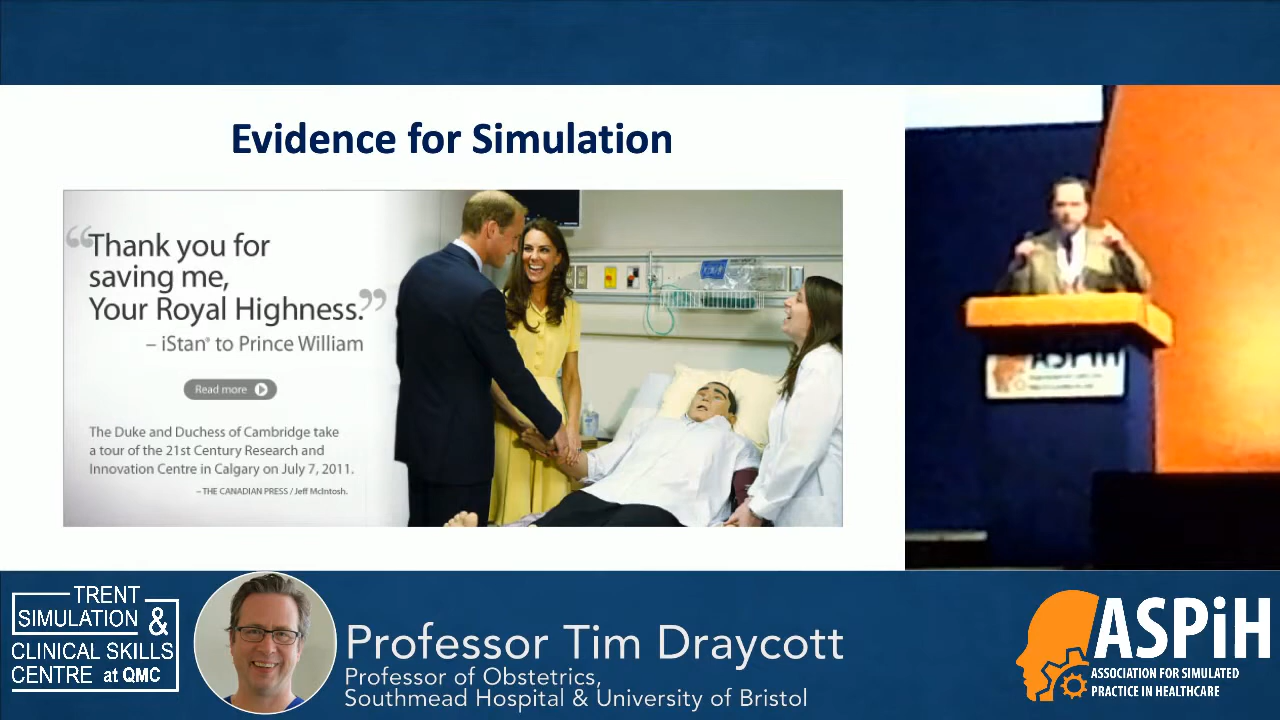 Evidence for Simulation
“Thank you for
saving me,
Your Royal Highness.”
– iStan® to Prince William
Read more
The Duke and Duchess of Cambridge take
a tour of the 21st Century Research and
Innovation Centre in Calgary on July 7, 2011.
– THE CANADIAN PRESS / Jeff McIntosh.
ASPiH
TRENT
SIMULATION &
CLINICAL SKILLS
CENTRE at QMC
Professor Tim Draycott
Professor of Obstetrics,
Southmead Hospital & University of Bristol
ASPiH
ASSOCIATION FOR SIMULATED
PRACTICE IN HEALTHCARE